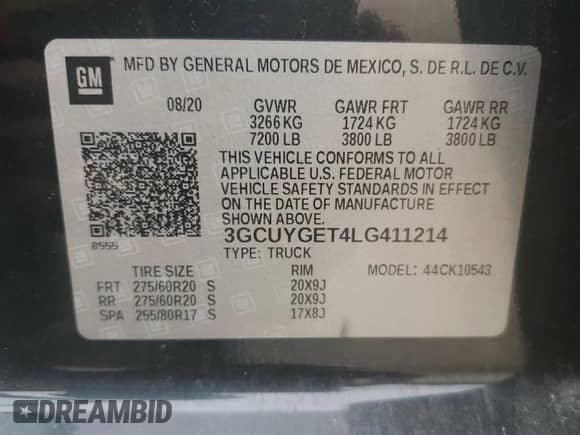 GM MFD BY GENERAL MOTORS DE MEXICO, S. DE R.L. DE C.V.
08/20 GVWR GAWR FRT GAWR RR
3266 KG 1724 KG 1724 KG
7200 LB 3800 LB 3800 LB
THIS VEHICLE CONFORMS TO ALL
APPLICABLE U.S. FEDERAL MOTOR
VEHICLE SAFETY STANDARDS IN EFFECT
ON THE DATE OF MANUFACTURE
SHOWN ABOVE.
8555 3GCUYGET4LG411214
TYPE: TRUCK MODEL: 44CK10543
TIRE SIZE RIM
FRT 275/60R20 S 20X9J
RR 275/60R20 S 20X9J
SPA 255/80R17 S 17X8J
DREAMBID